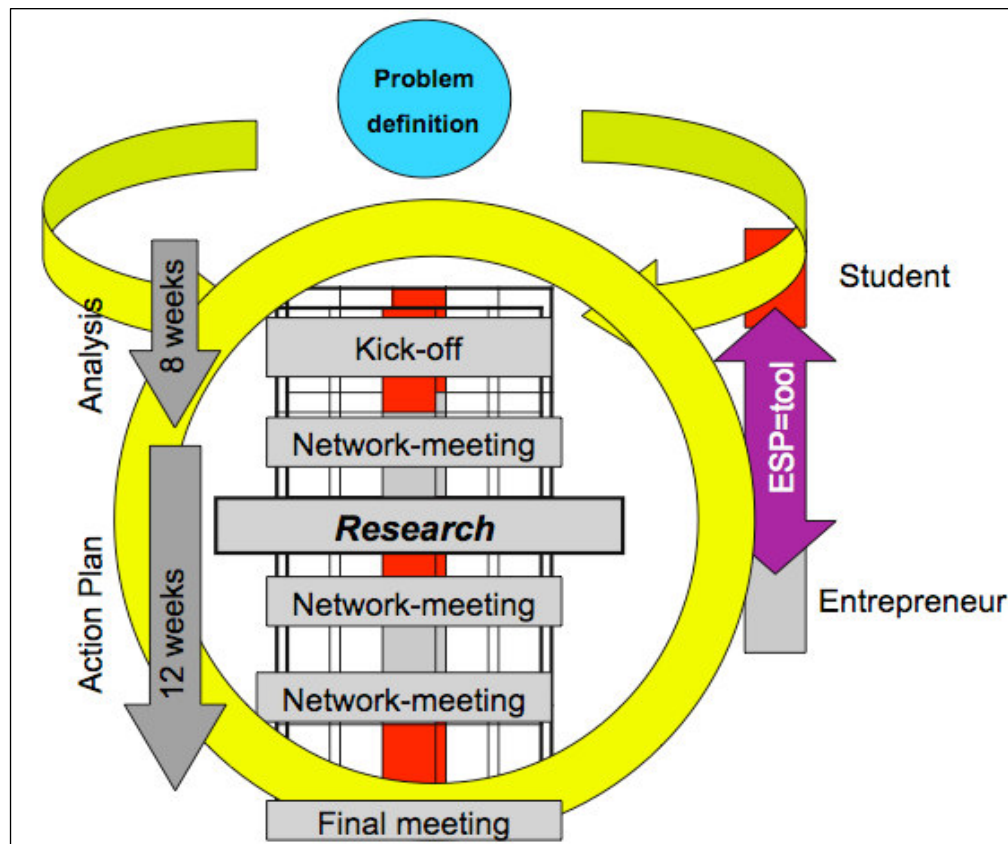 Problem
definition
Analysis
8 weeks
Student
Kick-off
Network-meeting
ESP=tool
Research
Action Plan
12 weeks
Network-meeting
Entrepreneur
Network-meeting
Final meeting